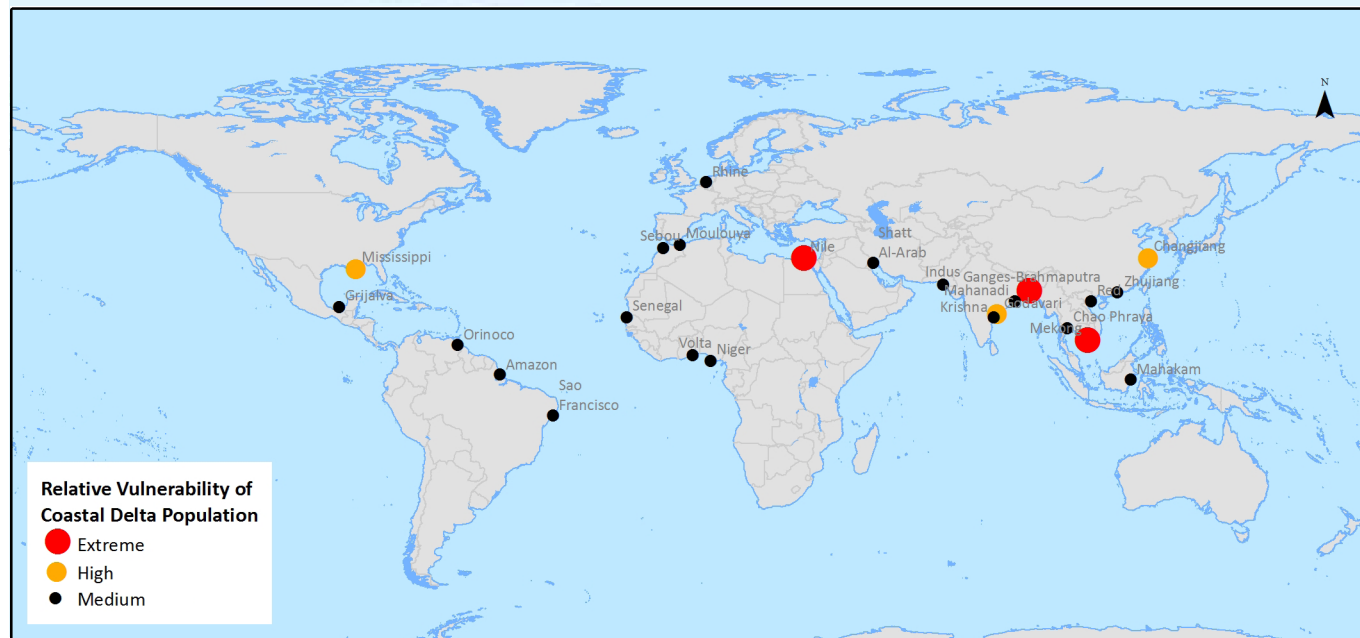 N
Rhine
Sebou
Moulouya
Nile
Shatt
Al-Arab
Changjiang
Mississippi
Grijalva
Indus
Ganges-Brahmaputra
Mahanadi
Zhujiang
Red
Krishna
Godavari
Senegal
Chao Phraya
Mekong
Orinoco
Volta
Niger
Amazon
Mahakam
Sao
Francisco
Relative Vulnerability of
Coastal Delta Population
Extreme
High
Medium